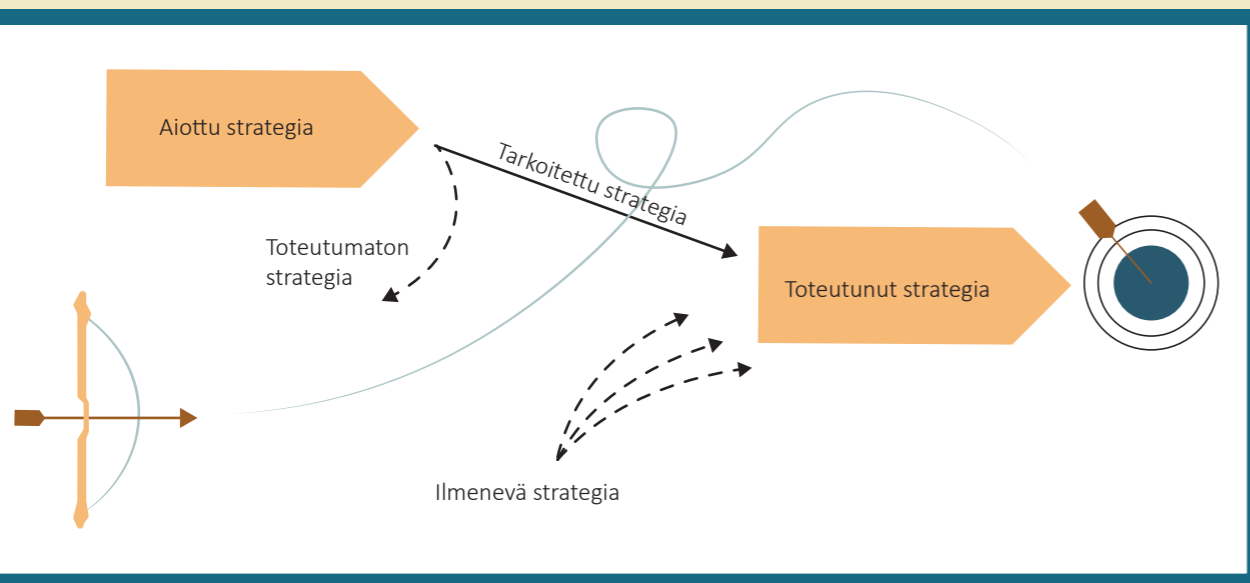 Aiottu strategia
Tarkoitettu strategia
Toteutumaton
strategia
Toteutunut strategia
Ilmenevä strategia